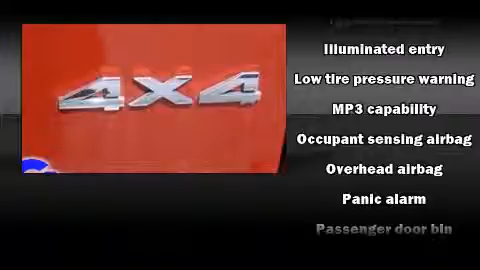 4X4
Illuminated entry
Low tire pressure warning
MP3 capability
Occupant sensing airbag
Overhead airbag
Panic alarm
Passenger door bin